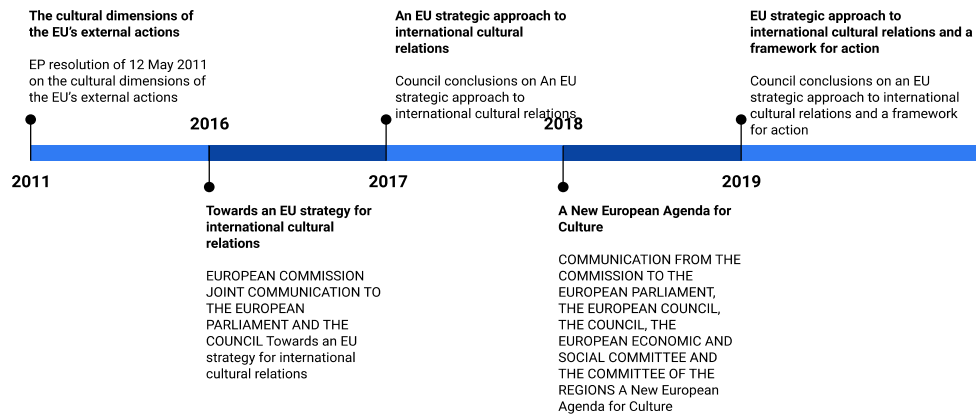 The cultural dimensions of
the EU's external actions
EP resolution of 12 May 2011
on the cultural dimensions of
the EU's external actions
2011
2016
Towards an EU strategy for
international cultural
relations
EUROPEAN COMMISSION
JOINT COMMUNICATION TO
THE EUROPEAN
PARLIAMENT AND THE
COUNCIL Towards an EU
strategy for international
cultural relations
An EU strategic approach to
international cultural
relations
Council conclusions on An EU
strategic approach to
international cultural relations
2017
2018
A New European Agenda for
Culture
COMMUNICATION FROM THE
COMMISSION TO THE
EUROPEAN PARLIAMENT,
THE EUROPEAN COUNCIL,
THE COUNCIL, THE
EUROPEAN ECONOMIC AND
SOCIAL COMMITTEE AND
THE COMMITTEE OF THE
REGIONS A New European
Agenda for Culture
EU strategic approach to
international cultural relations and a
framework for action
Council conclusions on an EU
strategic approach to international
cultural relations and a framework
for action
2019